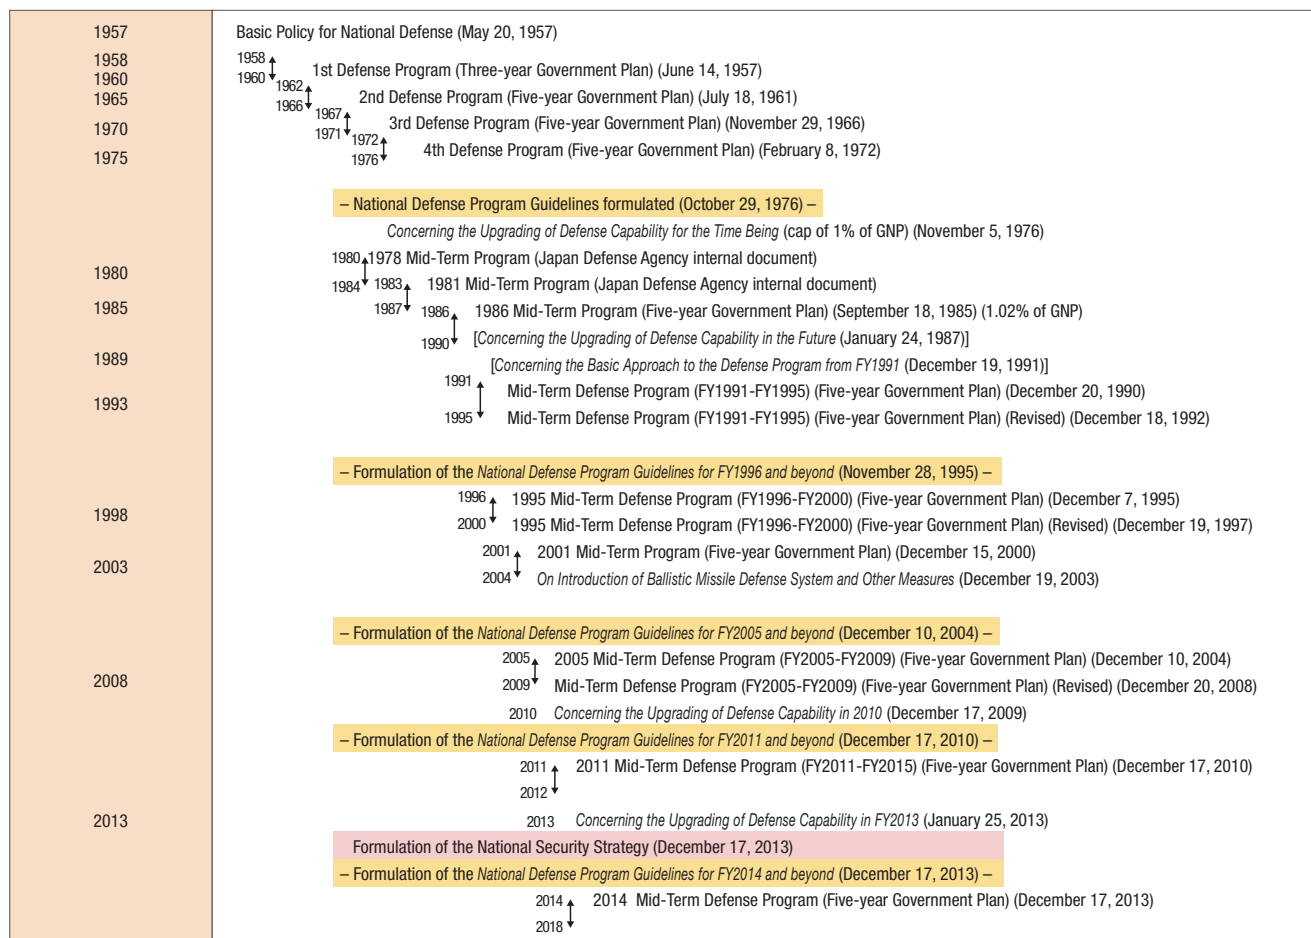 1957 Basic Policy for National Defense (May 20, 1957)
1958 1958
1960 1960 1st Defense Program (Three-year Government Plan) (June 14, 1957)
1965 1962 1966 2nd Defense Program (Five-year Government Plan) (July 18, 1961)
1970 1967 1971 3rd Defense Program (Five-year Government Plan) (November 29, 1966)
1975 1972 1976 4th Defense Program (Five-year Government Plan) (February 8, 1972)
– National Defense Program Guidelines formulated (October 29, 1976) –
Concerning the Upgrading of Defense Capability for the Time Being (cap of 1% of GNP) (November 5, 1976)
1980 1978 Mid-Term Program (Japan Defense Agency internal document)
1980 1984 1983 1981 Mid-Term Program (Japan Defense Agency internal document)
1985 1987 1986 1986 Mid-Term Program (Five-year Government Plan) (September 18, 1985) (1.02% of GNP)
1990 [Concerning the Upgrading of Defense Capability in the Future (January 24, 1987)]
1989 [Concerning the Basic Approach to the Defense Program from FY1991 (December 19, 1991)]
1991 Mid-Term Defense Program (FY1991-FY1995) (Five-year Government Plan) (December 20, 1990)
1993 1995 Mid-Term Defense Program (FY1991-FY1995) (Five-year Government Plan) (Revised) (December 18, 1992)
– Formulation of the National Defense Program Guidelines for FY1996 and beyond (November 28, 1995) –
1996 1995 Mid-Term Defense Program (FY1996-FY2000) (Five-year Government Plan) (December 7, 1995)
1998 2000 1995 Mid-Term Defense Program (FY1996-FY2000) (Five-year Government Plan) (Revised) (December 19, 1997)
2001 2001 Mid-Term Program (Five-year Government Plan) (December 15, 2000)
2003 2004 On Introduction of Ballistic Missile Defense System and Other Measures (December 19, 2003)
– Formulation of the National Defense Program Guidelines for FY2005 and beyond (December 10, 2004) –
2005 2005 Mid-Term Defense Program (FY2005-FY2009) (Five-year Government Plan) (December 10, 2004)
2008 2009 Mid-Term Defense Program (FY2005-FY2009) (Five-year Government Plan) (Revised) (December 20, 2008)
2010 Concerning the Upgrading of Defense Capability in 2010 (December 17, 2009)
– Formulation of the National Defense Program Guidelines for FY2011 and beyond (December 17, 2010) –
2011 2011 Mid-Term Defense Program (FY2011-FY2015) (Five-year Government Plan) (December 17, 2010)
2012
2013 2013 Concerning the Upgrading of Defense Capability in FY2013 (January 25, 2013)
Formulation of the National Security Strategy (December 17, 2013)
– Formulation of the National Defense Program Guidelines for FY2014 and beyond (December 17, 2013) –
2014 2014 Mid-Term Defense Program (Five-year Government Plan) (December 17, 2013)
2018